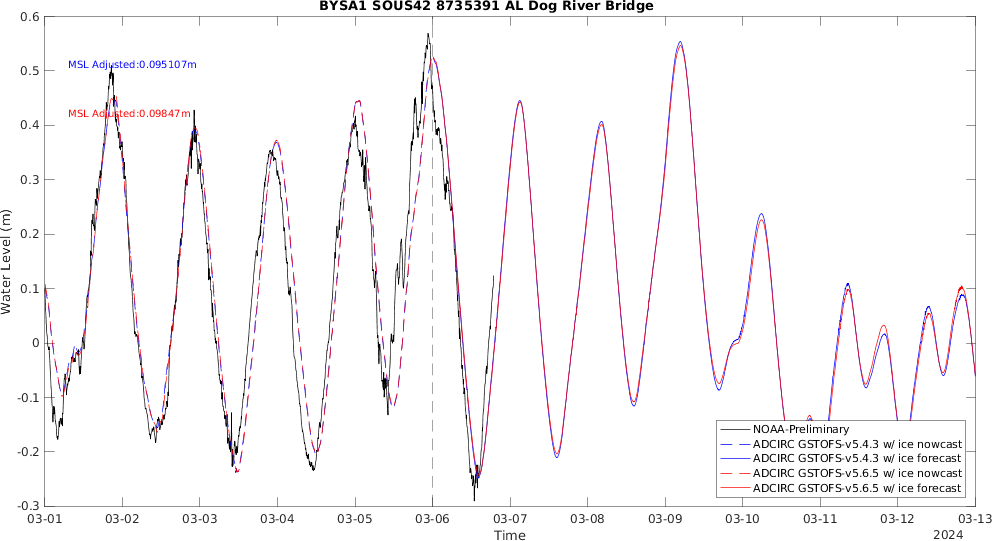 BYSA1 SOUS42 8735391 AL Dog River Bridge
0.6
0.5
0.4
0.3
0.2
0.1
0
-0.1
-0.2
-0.3
Water Level (m)
MSL Adjusted:0.095107m
MSL Adjusted:0.09847m
NOAA-Preliminary
ADCIRC GSTOFS-v5.4.3 w/ ice nowcast
ADCIRC GSTOFS-v5.4.3 w/ ice forecast
ADCIRC GSTOFS-v5.6.5 w/ ice nowcast
ADCIRC GSTOFS-v5.6.5 w/ ice forecast
03-01 03-02 03-03 03-04 03-05 03-06 03-07 03-08 03-09 03-10 03-11 03-12 03-13
Time
2024